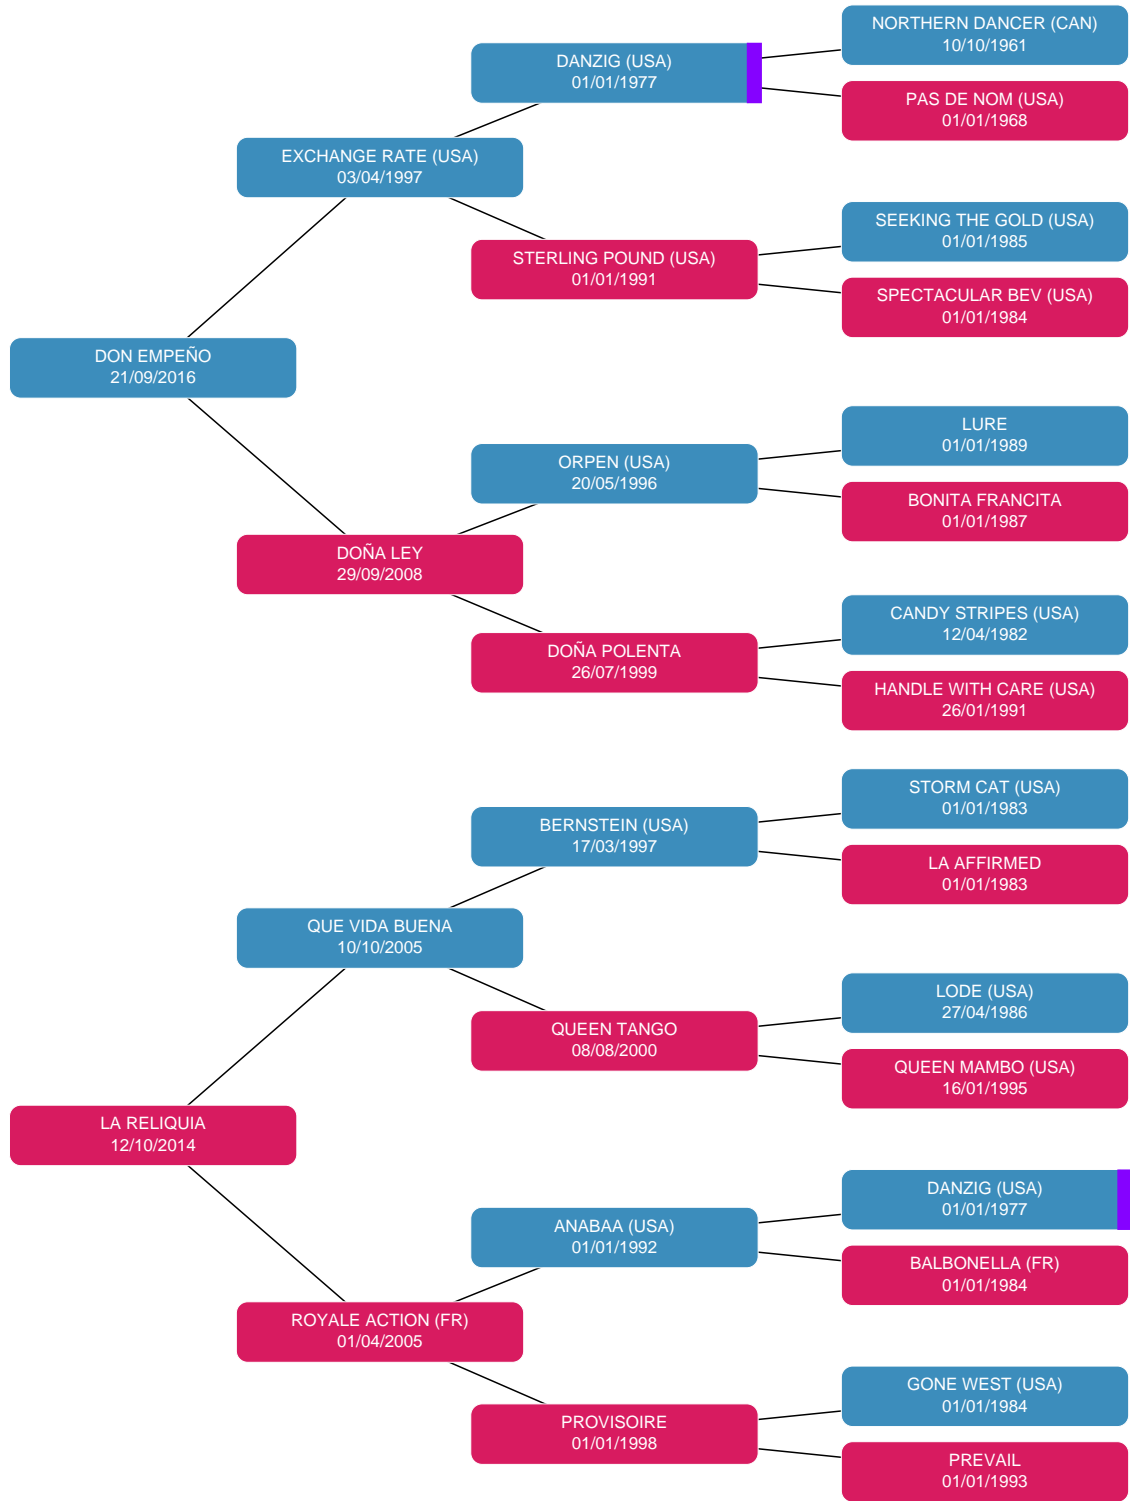 NORTHERN DANCER (CAN)
10/10/1961
DANZIG (USA)
01/01/1977
PAS DE NOM (USA)
01/01/1968
EXCHANGE RATE (USA)
03/04/1997
SEEKING THE GOLD (USA)
01/01/1985
STERLING POUND (USA)
01/01/1991
SPECTACULAR BEV (USA)
01/01/1984
DON EMPEÑO
21/09/2016
LURE
01/01/1989
ORPEN (USA)
20/05/1996
BONITA FRANCITA
01/01/1987
DOÑA LEY
29/09/2008
CANDY STRIPES (USA)
12/04/1982
DOÑA POLENTA
26/07/1999
HANDLE WITH CARE (USA)
26/01/1991
STORM CAT (USA)
01/01/1983
BERNSTEIN (USA)
17/03/1997
LA AFFIRMED
01/01/1983
QUE VIDA BUENA
10/10/2005
LODE (USA)
27/04/1986
QUEEN TANGO
08/08/2000
QUEEN MAMBO (USA)
16/01/1995
LA RELIQUIA
12/10/2014
DANZIG (USA)
01/01/1977
ANABAA (USA)
01/01/1992
BALBONELLA (FR)
01/01/1984
ROYALE ACTION (FR)
01/04/2005
GONE WEST (USA)
01/01/1984
PROVISOIRE
01/01/1998
PREVAIL
01/01/1993